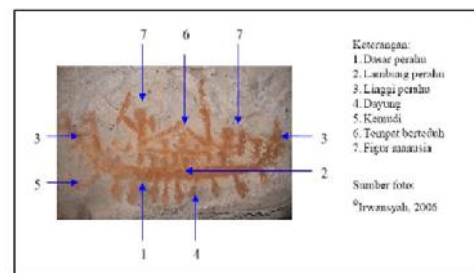 7 6 7
Keterangan:
1. Dasar perahu
2. Lambung perahu
3. Linggi perahu
4. Dayung
5. Kemudi
6. Tempat berteduh
7. Figur manusia
3 3
5 2
Sumber foto:
©Irwansyah, 2006
1 4